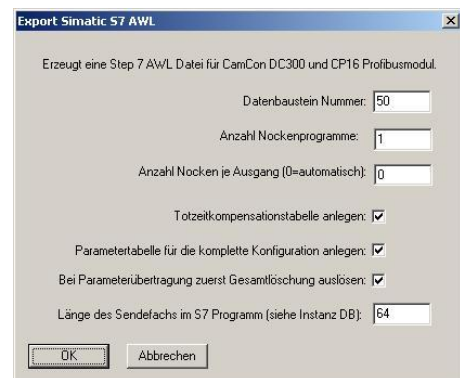 Export Simatic S7 AWL
Erzeugt eine Step 7 AWL Datei für CamCon DC300 und CP16 Profibusmodul.
Datenbaustein Nummer: 50
Anzahl Nockenprogramme: 1
Anzahl Nocken je Ausgang (0=automatisch): 0
Totzeitkompensationstabelle anlegen:
Parametertabelle für die komplette Konfiguration anlegen:
Bei Parameterübertragung zuerst Gesamtlöschung auslösen:
Länge des Sendefachs im S7 Programm (siehe Instanz DB): 64
OK Abbrechen